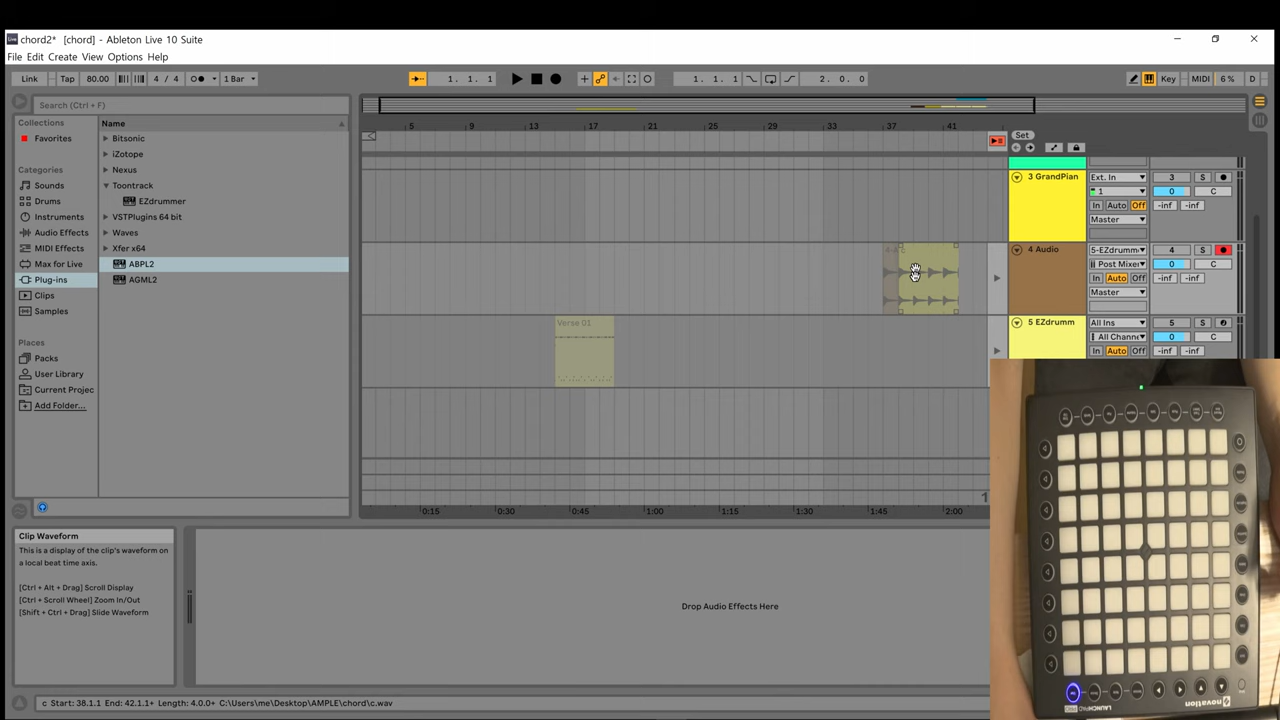 chord2* [chord] - Ableton Live 10 Suite
File Edit Create View Options Help
Link Tap 80.00 4 / 4 1 Bar 1. 1. 1 1. 1. 1 2. 0. 0 Key MIDI 6 % D
Search (Ctrl + F)
Collections
Favorites
Categories
Sounds
Drums
Instruments
Audio Effects
MIDI Effects
Max for Live
Plug-ins
Clips
Samples
Places
Packs
User Library
Current Projec
Add Folder...
Name
Bitsonic
iZotope
Nexus
Toontrack
EZdrummer
VSTPlugins 64 bit
Waves
Xfer x64
ABPL2
AGML2
5 9 13 17 21 25 29 33 37 41
Set
3 GrandPian Ext. In 3 S
1 0 C
In Auto Off -inf -inf
Master
4 Audio 5-EZdrumm 4 S
Post Mixe 0 C
In Auto Off -inf -inf
Master
Verse 01
5 EZdrumm All Ins 5 S
All Channe 0 C
In Auto Off -inf -inf
0:15 0:30 0:45 1:00 1:15 1:30 1:45 2:00
Clip Waveform
This is a display of the clip's waveform on
a local beat time axis.
[Ctrl + Alt + Drag] Scroll Display
(Ctrl + Scroll Wheel] Zoom In/Out
[Shift + Ctrl + Drag] Slide Waveform
Drop Audio Effects Here
c Start: 38.1.1 End: 42.1.1+ Length: 4.0.0+ C:\Users\me\Desktop\AMPLE\chord\c.wav
LAUNCHPAD PRO
novation